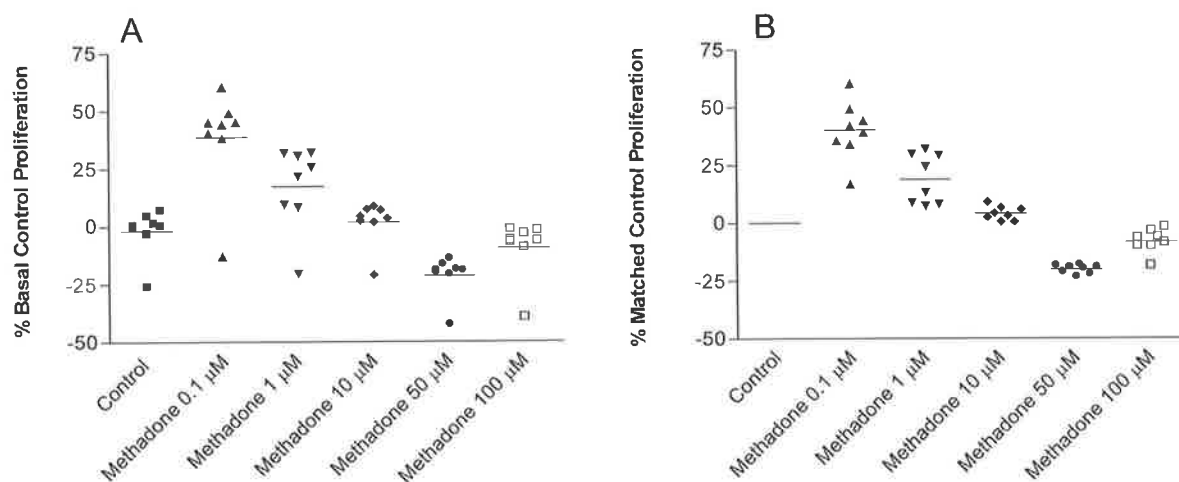 A
% Basal Control Proliferation
75
50
25
0
-25
-50
Control
Methadone 0.1 µM
Methadone 1 µM
Methadone 10 µM
Methadone 50 µM
Methadone 100 µM
B
% Matched Control Proliferation
75
50
25
0
-25
-50
Control
Methadone 0.1 µM
Methadone 1 µM
Methadone 10 µM
Methadone 50 µM
Methadone 100 µM